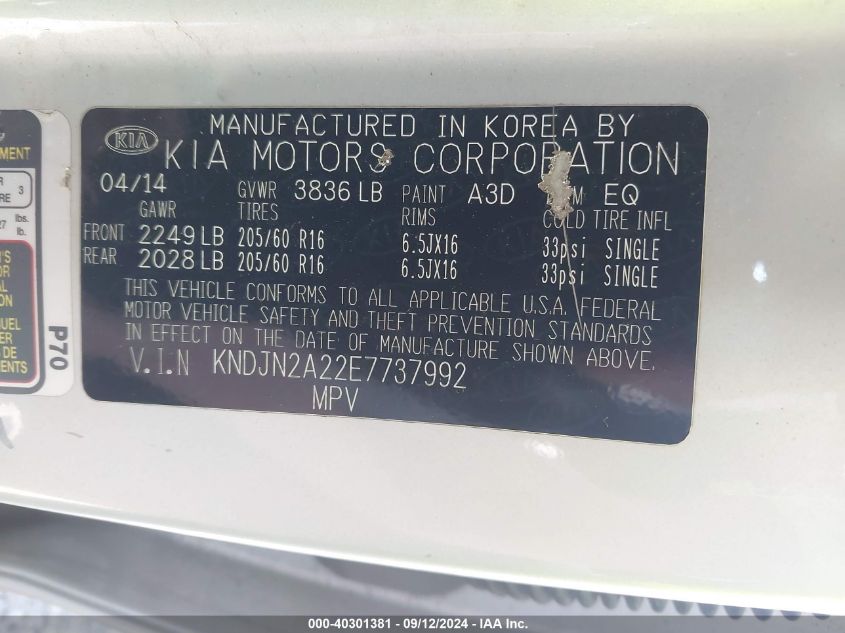 MANUFACTURED IN KOREA BY
KIA KIA MOTORS CORPORATION
04/14 GVWR 3836 LB PAINT A3D EQ
GAWR TIRES RIMS COLD TIRE INFL
FRONT 2249 LB 205/60 R16 6.5JX16 33psi SINGLE
REAR 2028 LB 205/60 R16 6.5JX16 33psi SINGLE
THIS VEHICLE CONFORMS TO ALL APPLICABLE U.S.A. FEDERAL
MOTOR VEHICLE SAFETY AND THEFT PREVENTION STANDARDS
IN EFFECT ON THE DATE OF MANUFACTURE SHOWN ABOVE.
V.I.N KNDJN2A22E7737992
MPV
P70
000-40301381 - 09/12/2024 - IAA Inc.